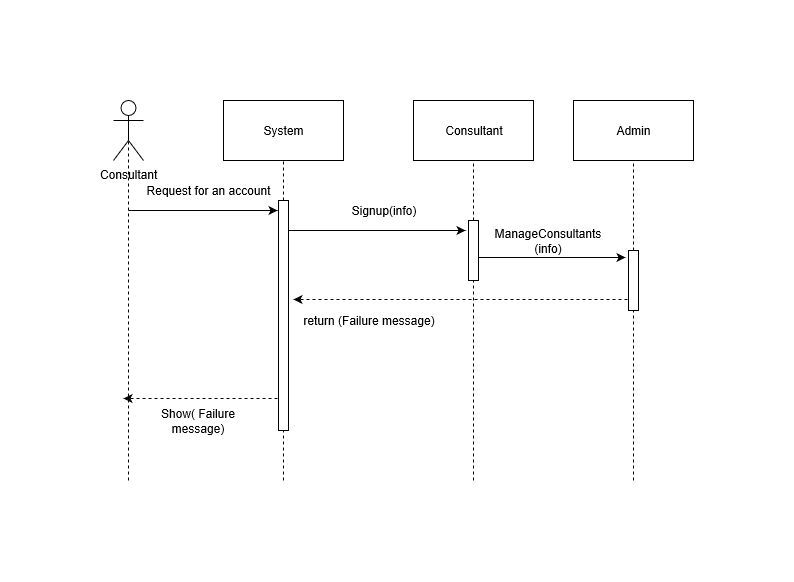 System
Consultant
Admin
Consultant
Request for an account
Signup(info)
ManageConsultants
(info)
return (Failure message)
Show( Failure
message)